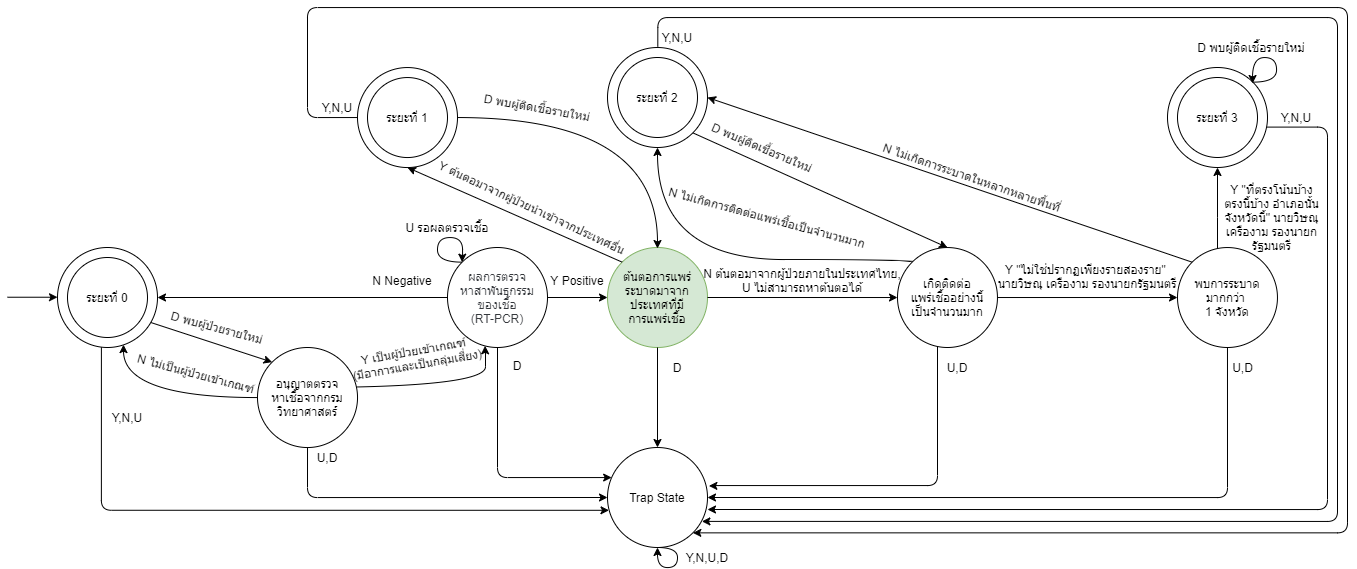 Y,N,U
D พบผู้ติดเชื้อรายใหม่
Y,N,U
ระยะที่ 1
D พบผู้ติดเชื้อรายใหม่
ระยะที่ 2
D พบผู้ติดเชื้อรายใหม่
N ไม่เกิดการระบาดในหลากหลายพื้นที่
ระยะที่ 3
Y,N,U
Y ต้นตอมาจากผู้ป่วยนำเข้าจากประเทศอื่น
N ไม่เกิดการติดต่อแพร่เชื้อเป็นจำนวนมาก
Y "ที่ตรงโน้นบ้าง
ตรงนี้บ้าง อำเภอนั้น
จังหวัดนี้" นายวิษณุ
เครืองาม รองนายก
รัฐมนตรี
U รอผลตรวจเชื้อ
ระยะที่ 0
N Negative
ผลการตรวจ
หาสาพันธุกรรม
ของเชื้อ
(RT-PCR)
Y Positive
ต้นตอการแพร่
ระบาดมาจาก
ประเทศที่มี
การแพร่เชื้อ
N ต้นตอมาจากผู้ป่วยภายในประเทศไทย,
U ไม่สามารถหาต้นตอได้
เกิดติดต่อ
แพร่เชื้ออย่างนี้
เป็นจำนวนมาก
Y "ไม่ใช่ปรากฏเพียงรายสองราย"
นายวิษณุ เครืองาม รองนายกรัฐมนตรี
พบการระบาด
มากกว่า
1 จังหวัด
D พบผู้ป่วยรายใหม่
N ไม่เป็นผู้ป่วยเข้าเกณฑ์
อนุญาตตรวจ
หาเชื้อจากกรม
วิทยาศาสตร์
Y เป็นผู้ป่วยเข้าเกณฑ์
(มีอาการและเป็นกลุ่มเสี่ยง)
D
D
U,D
U,D
Y,N,U
U,D
Trap State
Y,N,U,D